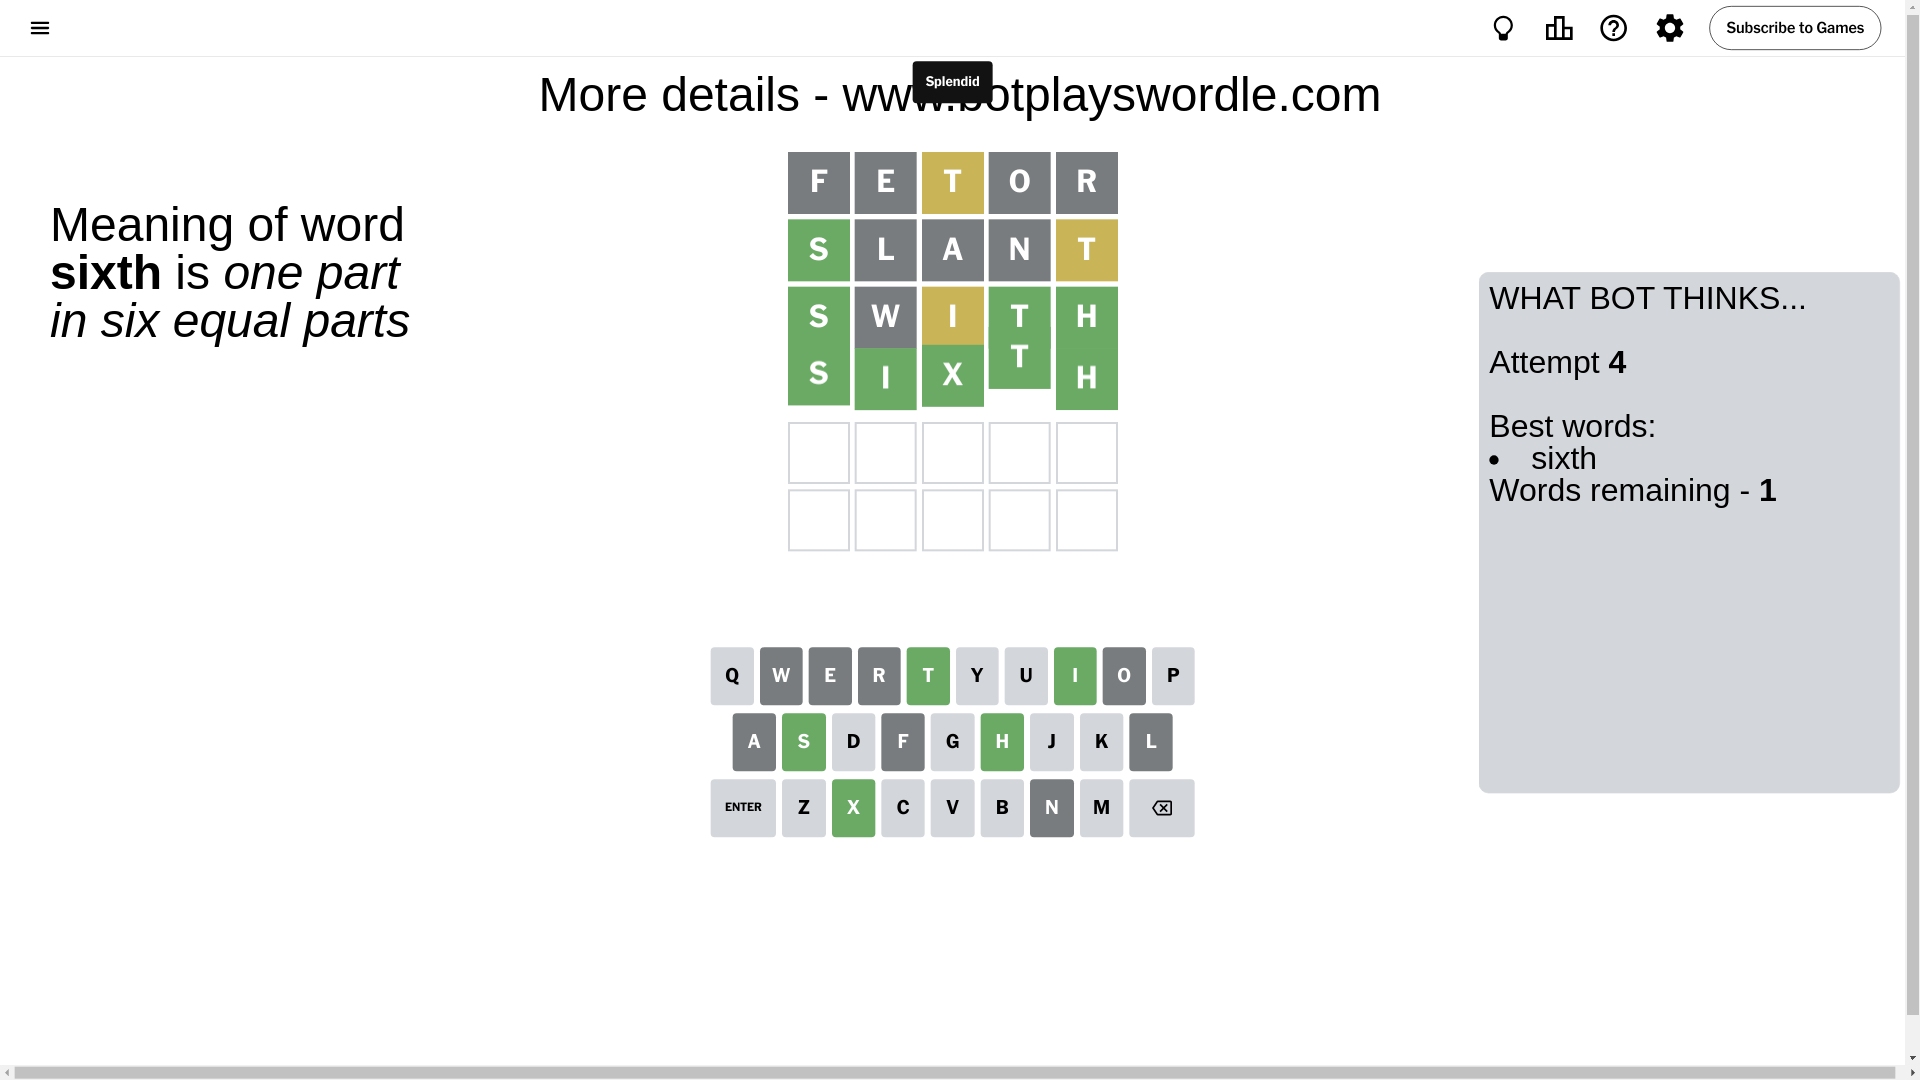 Subscribe to Games
Splendid
More details - www.botplayswordle.com
Meaning of word
sixth is one part
in six equal parts
F E T O R
S L A N T
S W I T H
S I X T H
WHAT BOT THINKS...
Attempt 4
Best words:
• sixth
Words remaining - 1
Q W E R T Y U I O P
A S D F G H J K L
ENTER Z X C V B N M